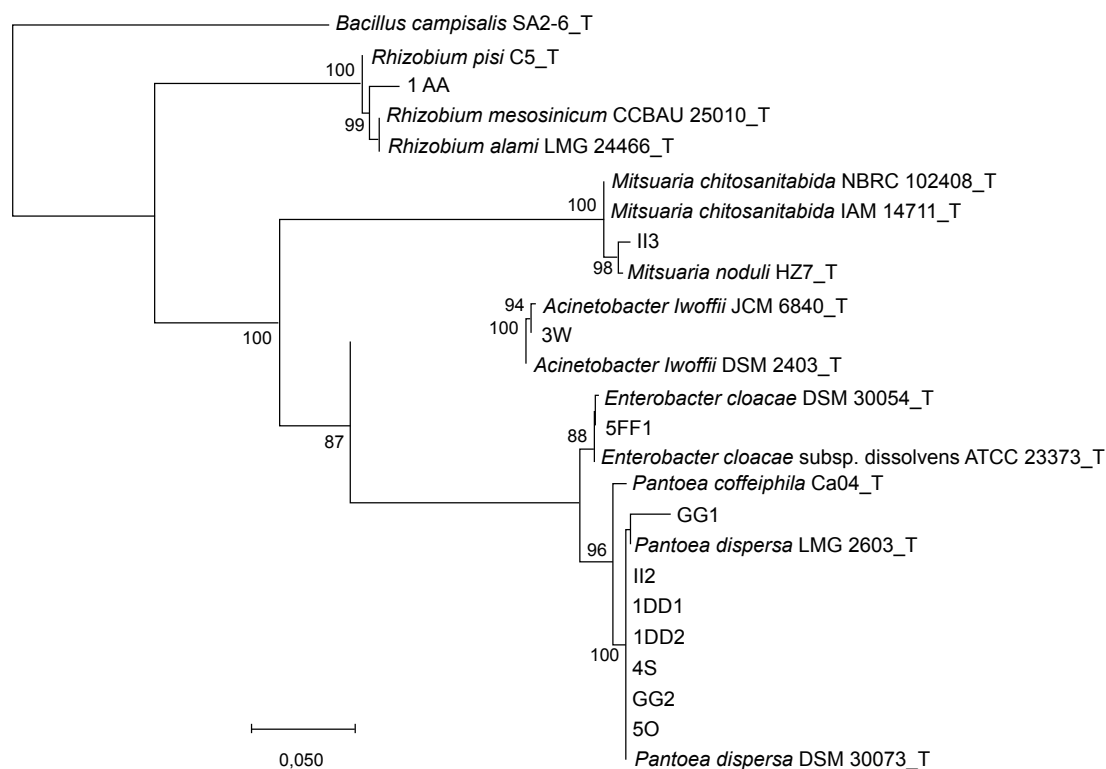 Bacillus campisalis SA2-6_T
Rhizobium pisi C5_T
100
1 AA
Rhizobium mesosinicum CCBAU 25010_T
99
Rhizobium alami LMG 24466_T
Mitsuaria chitosanitabida NBRC 102408_T
100
Mitsuaria chitosanitabida IAM 14711_T
II3
98
Mitsuaria noduli HZ7_T
94
Acinetobacter lwoffii JCM 6840_T
100
3W
100
Acinetobacter lwoffii DSM 2403_T
Enterobacter cloacae DSM 30054_T
5FF1
88
87
Enterobacter cloacae subsp. dissolvens ATCC 23373_T
Pantoea coffeiphila Ca04_T
GG1
96
Pantoea dispersa LMG 2603_T
II2
1DD1
1DD2
100
4S
GG2
5O
Pantoea dispersa DSM 30073_T
0,050